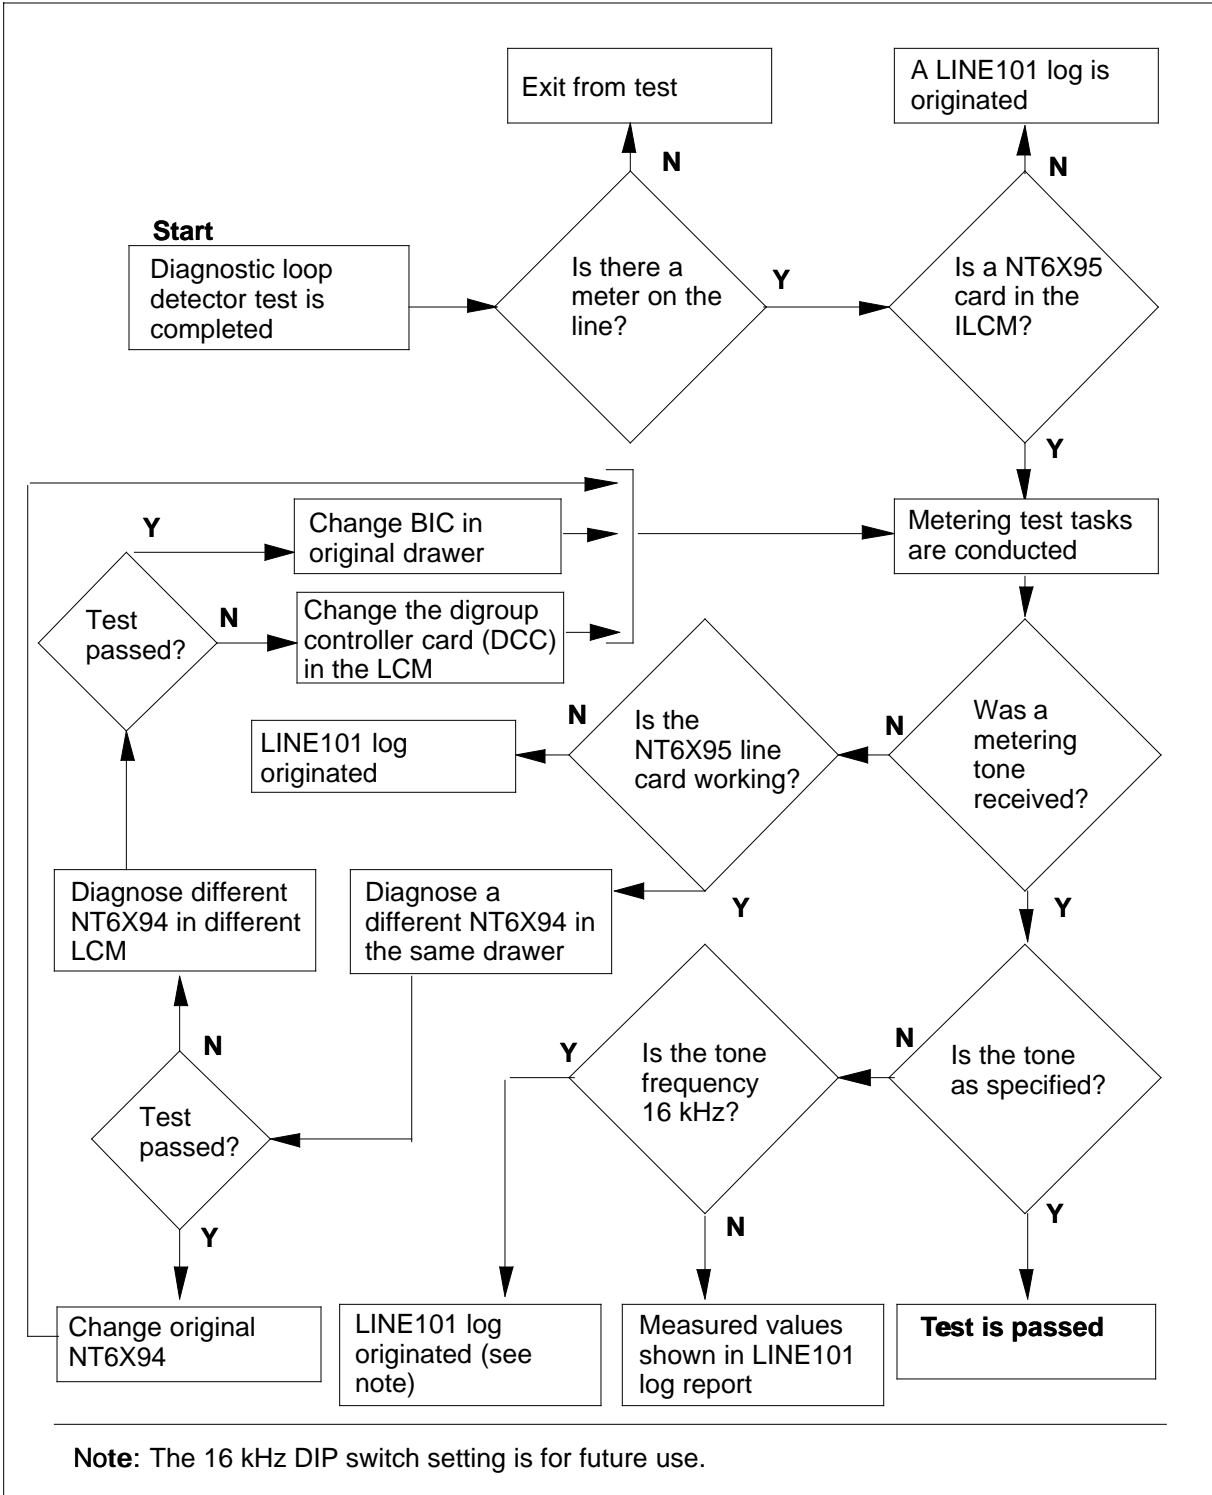 Exit from test
A LINE101 log is
originated
N
N
Start
Diagnostic loop
detector test is
completed
Is there a
meter on the
line?
Y
Is a NT6X95
card in the
ILCM?
Y
Y
Change BIC in
original drawer
Metering test tasks
are conducted
Test
passed?
N
Change the digroup
controller card (DCC)
in the LCM
N
Is the
NT6X95 line
card working?
N
Was a
metering
tone
received?
LINE101 log
originated
Diagnose different
NT6X94 in different
LCM
Diagnose a
different NT6X94 in
the same drawer
Y
Y
N
Y
Is the tone
frequency
16 kHz?
N
Is the tone
as specified?
Test
passed?
Y
N
Y
Change original
NT6X94
LINE101 log
originated (see
note)
Measured values
shown in LINE101
log report
Test is passed
Note: The 16 kHz DIP switch setting is for future use.